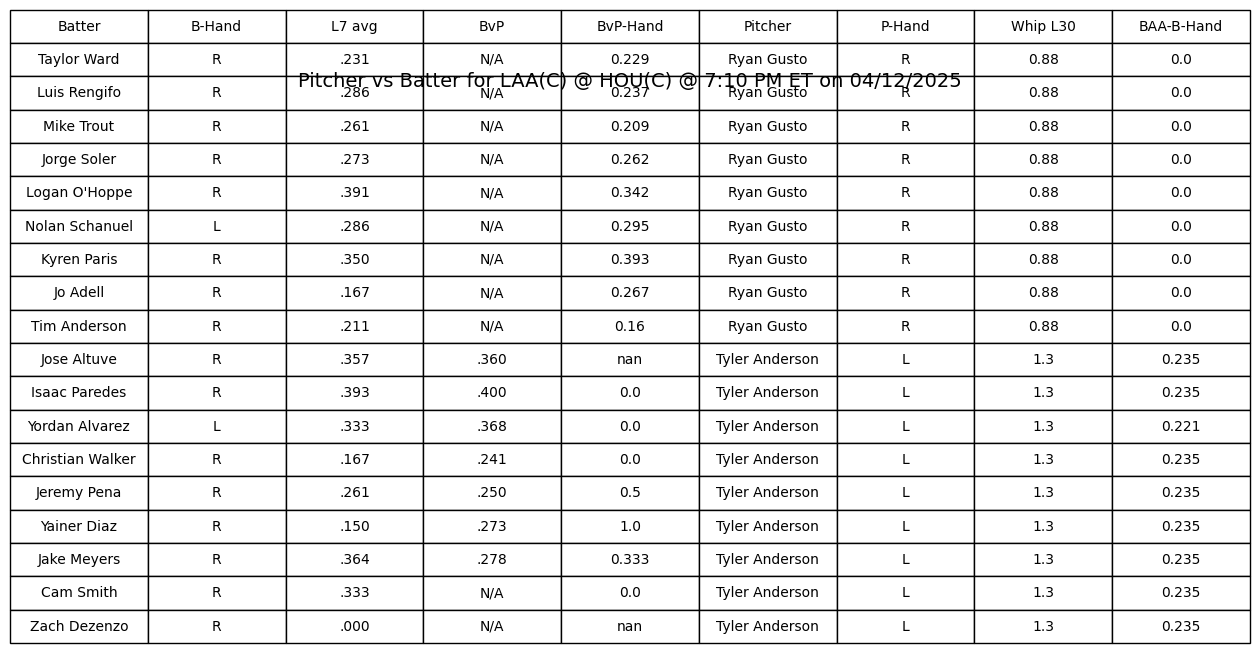 Batter B-Hand L7 avg BvP BvP-Hand Pitcher P-Hand Whip L30 BAA-B-Hand
Taylor Ward R .231 N/A 0.229 Ryan Gusto R 0.88 0.0
Pitcher vs Batter for LAA(C) @ HOU(C) @ 7:10 PM ET on 04/12/2025
Luis Rengifo R .286 N/A 0.237 Ryan Gusto R 0.88 0.0
Mike Trout R .261 N/A 0.209 Ryan Gusto R 0.88 0.0
Jorge Soler R .273 N/A 0.262 Ryan Gusto R 0.88 0.0
Logan O'Hoppe R .391 N/A 0.342 Ryan Gusto R 0.88 0.0
Nolan Schanuel L .286 N/A 0.295 Ryan Gusto R 0.88 0.0
Kyren Paris R .350 N/A 0.393 Ryan Gusto R 0.88 0.0
Jo Adell R .167 N/A 0.267 Ryan Gusto R 0.88 0.0
Tim Anderson R .211 N/A 0.16 Ryan Gusto R 0.88 0.0
Jose Altuve R .357 .360 nan Tyler Anderson L 1.3 0.235
Isaac Paredes R .393 .400 0.0 Tyler Anderson L 1.3 0.235
Yordan Alvarez L .333 .368 0.0 Tyler Anderson L 1.3 0.221
Christian Walker R .167 .241 0.0 Tyler Anderson L 1.3 0.235
Jeremy Pena R .261 .250 0.5 Tyler Anderson L 1.3 0.235
Yainer Diaz R .150 .273 1.0 Tyler Anderson L 1.3 0.235
Jake Meyers R .364 .278 0.333 Tyler Anderson L 1.3 0.235
Cam Smith R .333 N/A 0.0 Tyler Anderson L 1.3 0.235
Zach Dezenzo R .000 N/A nan Tyler Anderson L 1.3 0.235